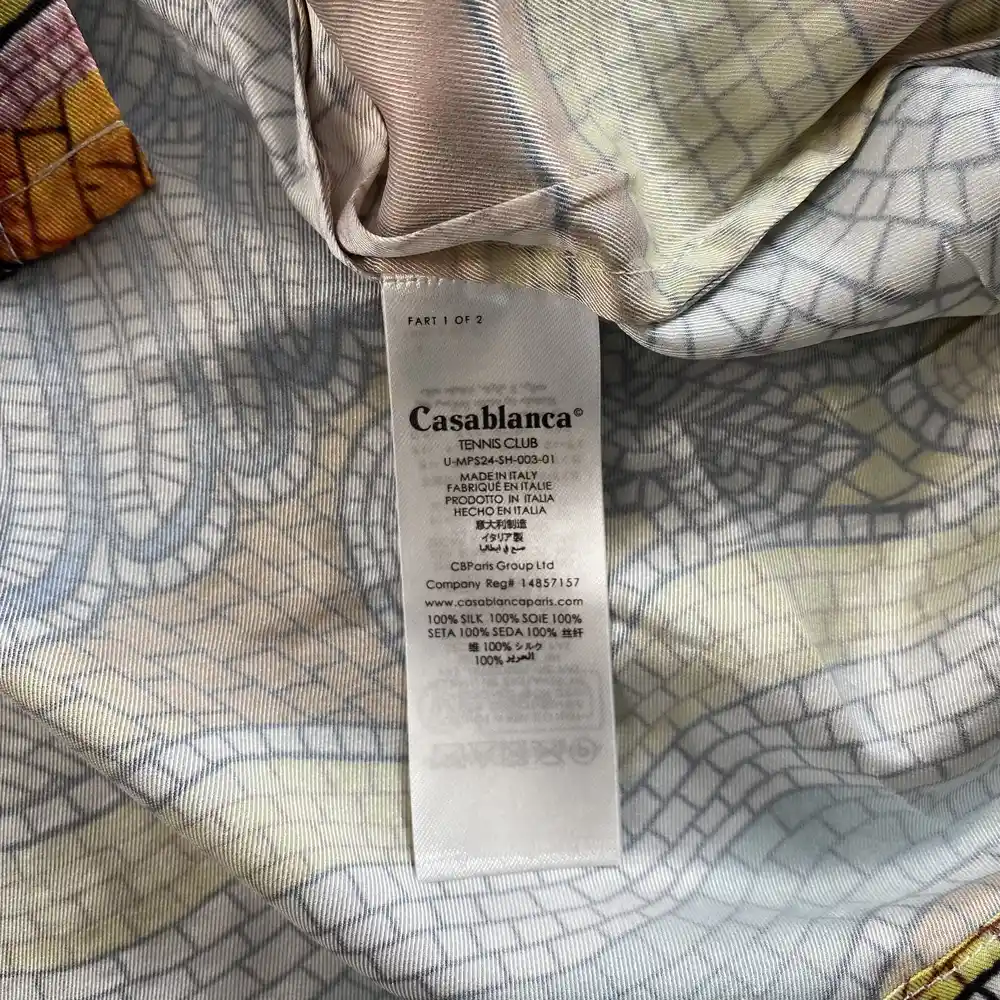 FART 1 OF 2
Casablanca©
TENNIS CLUB
U-MPS24-SH-003-01
MADE IN ITALY
FABRIQUÉ EN ITALIE
PRODOTTO IN ITALIA
HECHO EN ITALIA
意大利制造
イタリア製
صنع في ايطاليا
CBParis Group Ltd
Company Reg# 14857157
www.casablancaparis.com
100% SILK 100% SOIE 100%
SETA 100% SEDA 100% 丝纤
唯 100% シルク
100% الحرير